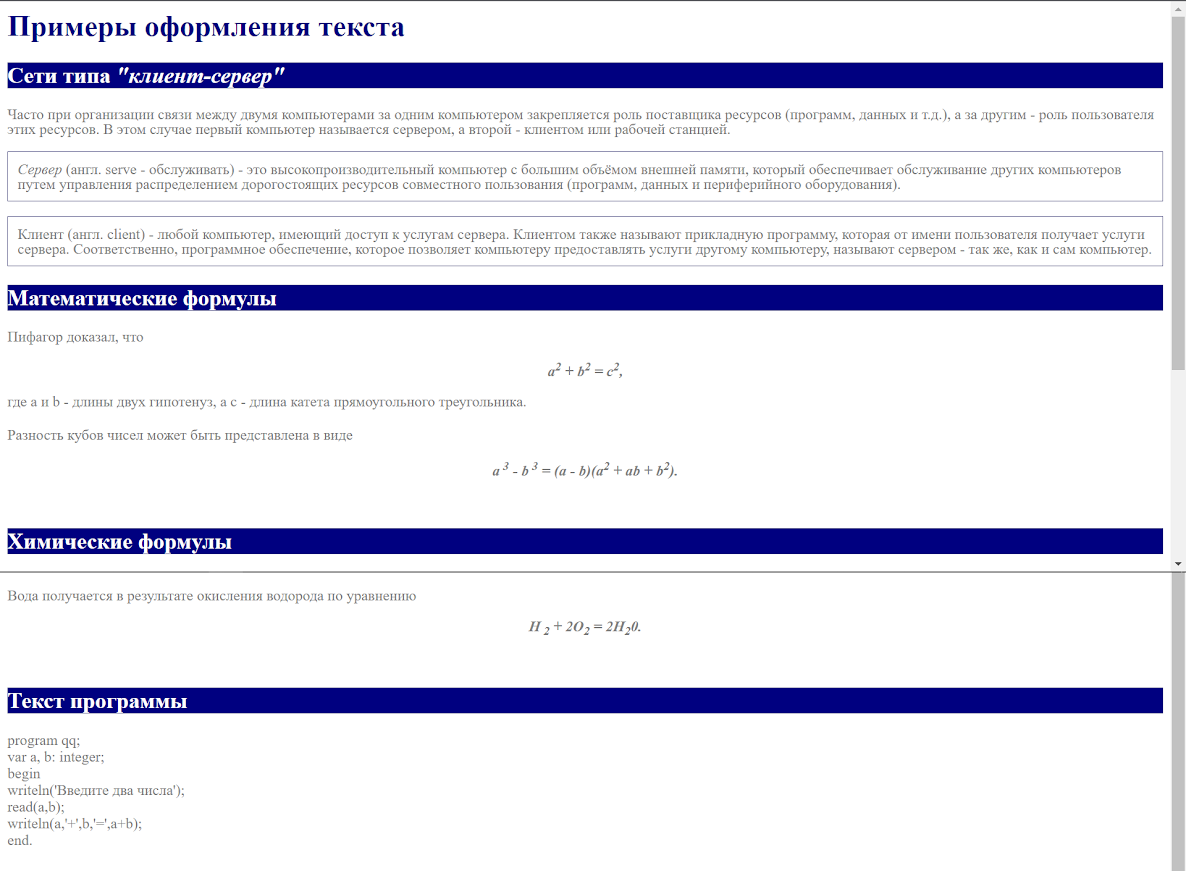 Примеры оформления текста
Сети типа "клиент-сервер"
Часто при организации связи между двумя компьютерами за одним компьютером закрепляется роль поставщика ресурсов (программ, данных и т.д.), а за другим - роль пользователя
этих ресурсов. В этом случае первый компьютер называется сервером, а второй - клиентом или рабочей станцией.
Сервер (англ. serve - обслуживать) - это высокопроизводительный компьютер с большим объёмом внешней памяти, который обеспечивает обслуживание других компьютеров
путем управления распределением дорогостоящих ресурсов совместного пользования (программ, данных и периферийного оборудования).
Клиент (англ. client) - любой компьютер, имеющий доступ к услугам сервера. Клиентом также называют прикладную программу, которая от имени пользователя получает услуги
сервера. Соответственно, программное обеспечение, которое позволяет компьютеру предоставлять услуги другому компьютеру, называют сервером - так же, как и сам компьютер.
Математические формулы
Пифагор доказал, что
a² + b² = c²,
где a и b - длины двух гипотенуз, а c - длина катета прямоугольного треугольника.
Разность кубов чисел может быть представлена в виде
a ³ - b ³ = (a - b)(a² + ab + b²).
Химические формулы
Вода получается в результате окисления водорода по уравнению
H ₂ + 2O₂ = 2H₂0.
Текст программы
program qq;
var a, b: integer;
begin
writeln('Введите два числа');
read(a,b);
writeln(a,'+',b,'=',a+b);
end.